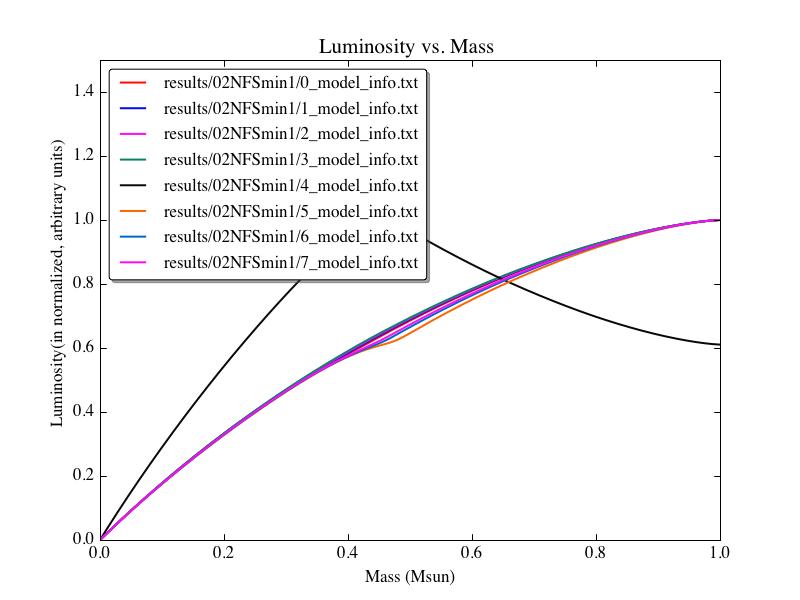 Luminosity vs. Mass
1.4
1.2
1.0
0.8
0.6
0.4
0.2
0.0
Luminosity(in normalized, arbitrary units)
results/02NFSmin1/0_model_info.txt
results/02NFSmin1/1_model_info.txt
results/02NFSmin1/2_model_info.txt
results/02NFSmin1/3_model_info.txt
results/02NFSmin1/4_model_info.txt
results/02NFSmin1/5_model_info.txt
results/02NFSmin1/6_model_info.txt
results/02NFSmin1/7_model_info.txt
0.0 0.2 0.4 0.6 0.8 1.0
Mass (Msun)